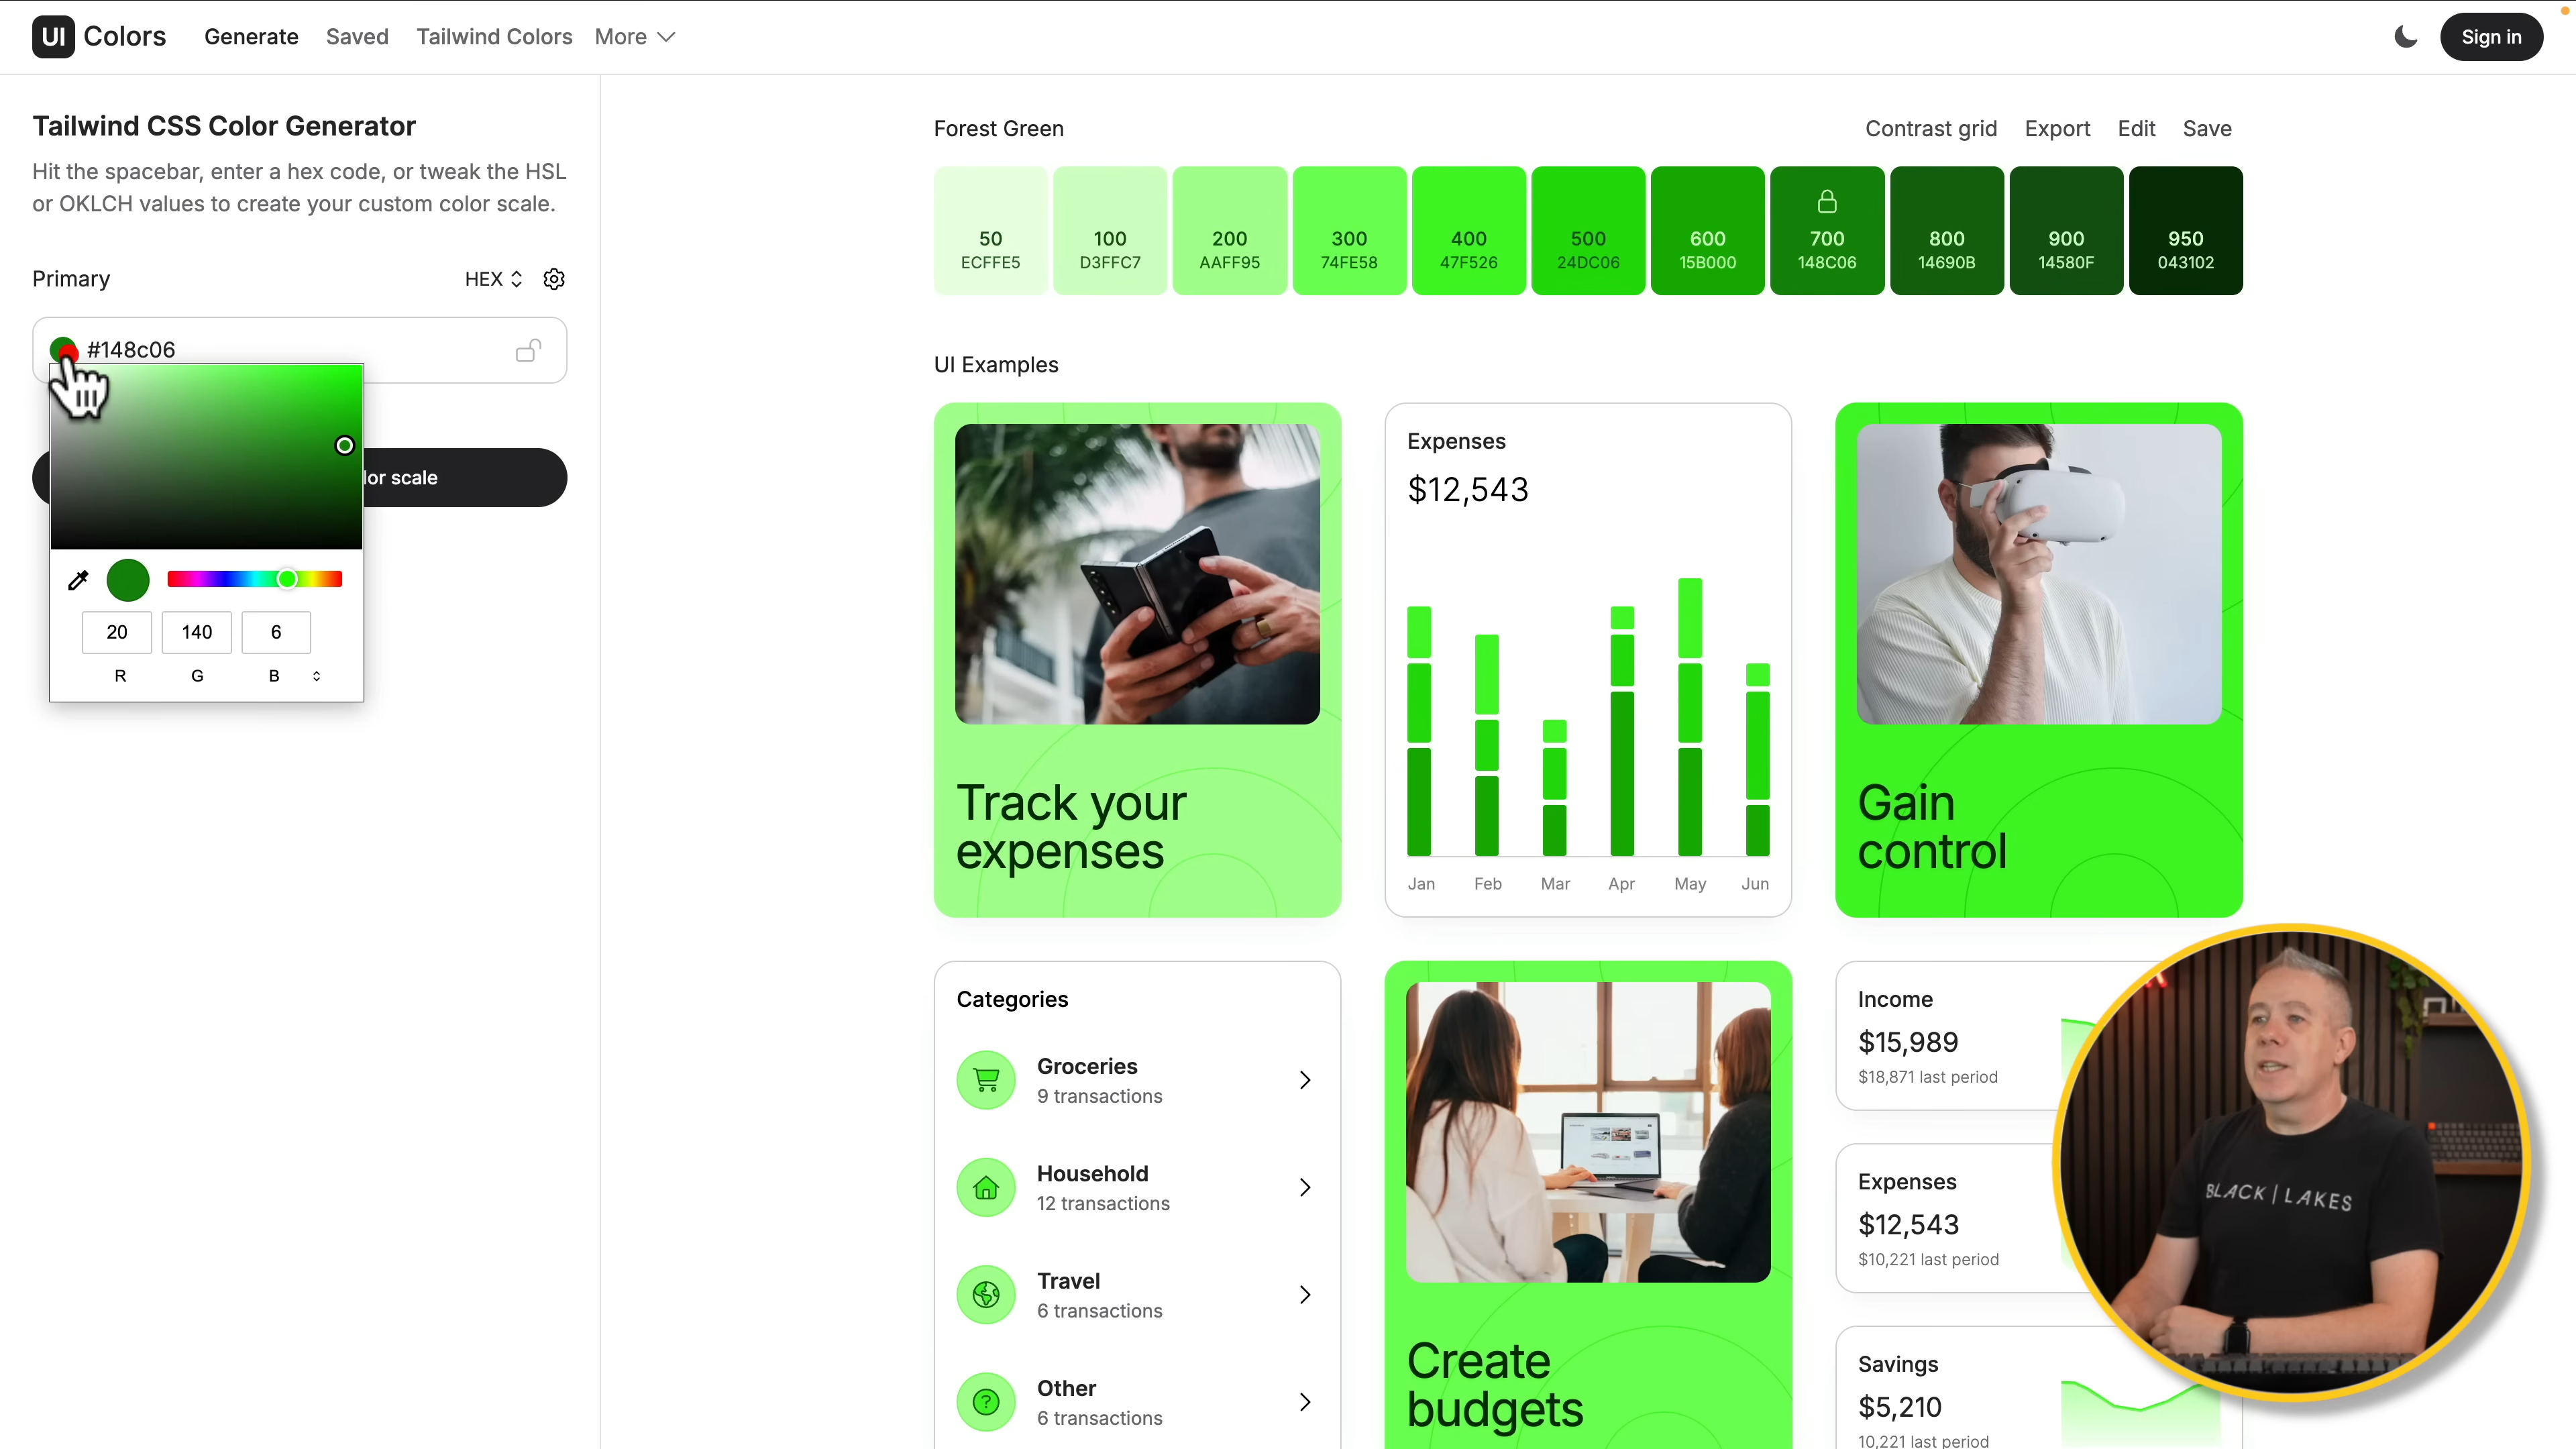 UI Colors Generate Saved Tailwind Colors More Sign in
Tailwind CSS Color Generator
Hit the spacebar, enter a hex code, or tweak the HSL
or OKLCH values to create your custom color scale.
Primary HEX
#148c06
lor scale
20 140 6
R G B
Forest Green Contrast grid Export Edit Save
50 100 200 300 400 500 600 700 800 900 950
ECFFE5 D3FFC7 AAFF95 74FE58 47F526 24DC06 15B000 148C06 14690B 14580F 043102
UI Examples
Track your
expenses
Expenses
$12,543
Jan Feb Mar Apr May Jun
Gain
control
Categories
Groceries
9 transactions
Household
12 transactions
Travel
6 transactions
Other
6 transactions
Create
budgets
Income
$15,989
$18,871 last period
Expenses
$12,543
$10,221 last period
Savings
$5,210
10,221 last period
BLACK | LAKES